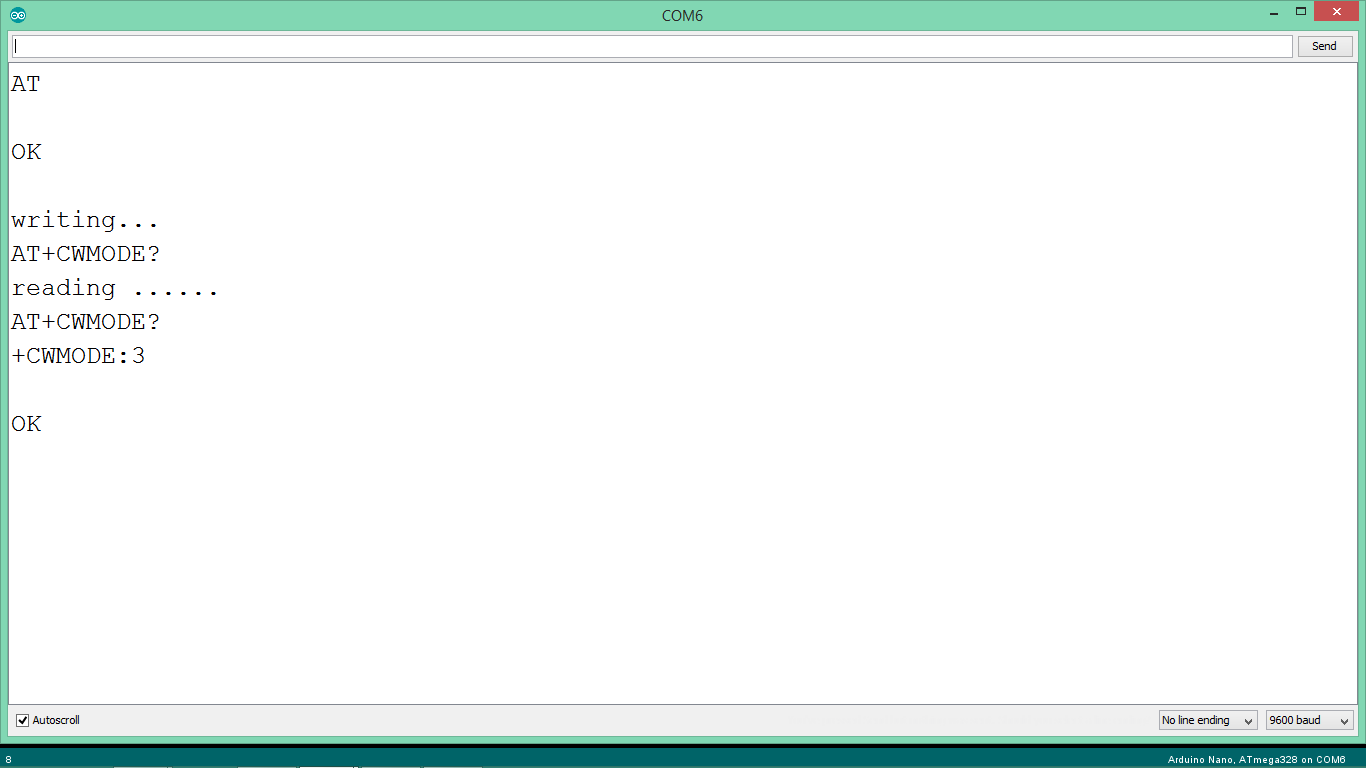 COM6
Send
AT
OK
writing...
AT+CWMODE?
reading ......
AT+CWMODE?
+CWMODE:3
OK
Autoscroll
No line ending
9600 baud
8
Arduino Nano, ATmega328 on COM6